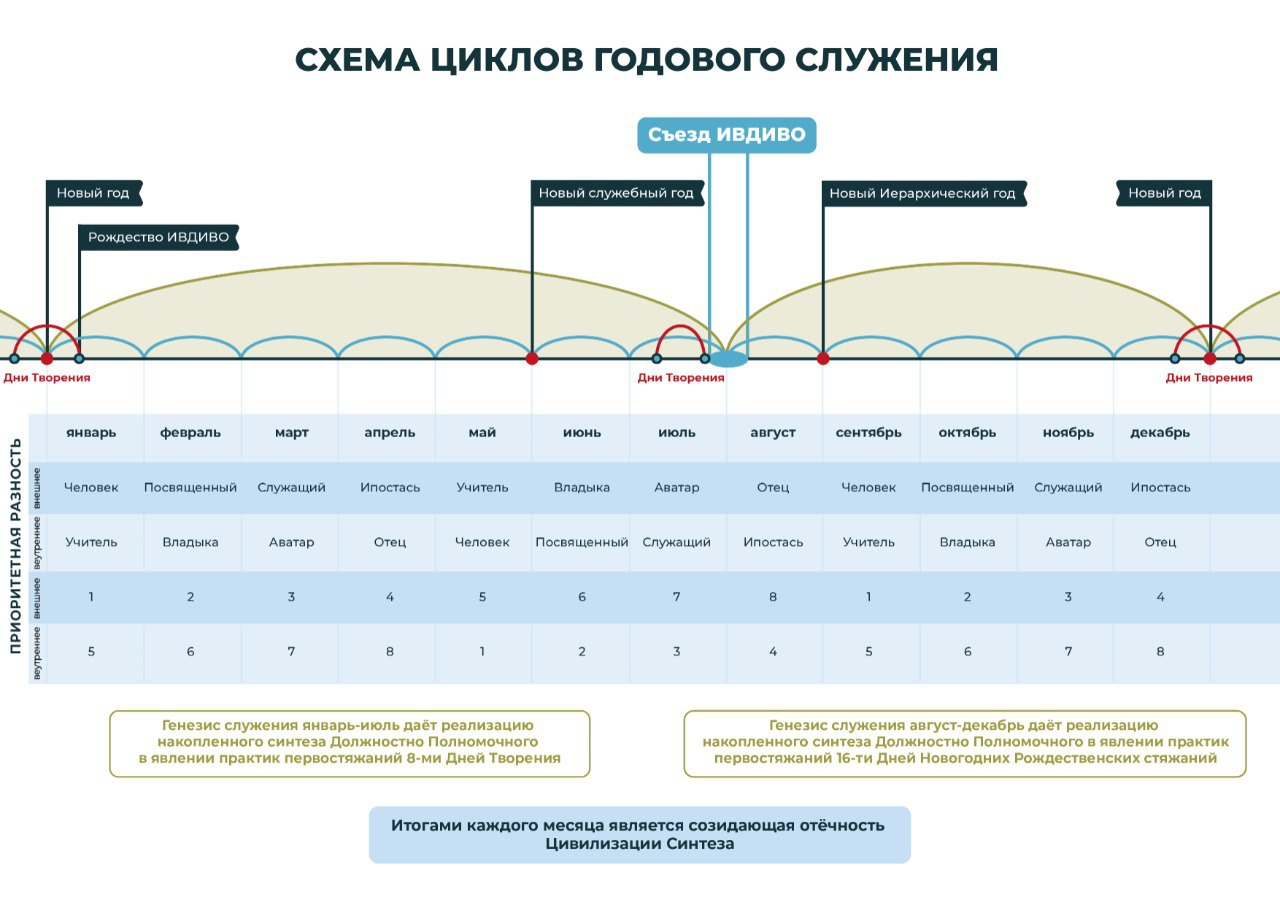 СХЕМА ЦИКЛОВ ГОДОВОГО СЛУЖЕНИЯ
Съезд ИВДИВО
Новый год
Новый служебный год
Новый Иерархический год
Новый год
Рождество ИВДИВО
Дни Творения
Дни Творения
Дни Творения
ПРИОРИТЕТНАЯ РАЗНОСТЬ
январь февраль март апрель май июнь июль август сентябрь октябрь ноябрь декабрь
внешнее Человек Посвященный Служащий Ипостась Учитель Владыка Аватар Отец Человек Посвященный Служащий Ипостась
веутреннее Учитель Владыка Аватар Отец Человек Посвященный Служащий Ипостась Учитель Владыка Аватар Отец
внешнее 1 2 3 4 5 6 7 8 1 2 3 4
веутреннее 5 6 7 8 1 2 3 4 5 6 7 8
Генезис служения январь-июль даёт реализацию
накопленного синтеза Должностно Полномочного
в явлении практик первостяжаний 8-ми Дней Творения
Генезис служения август-декабрь даёт реализацию
накопленного синтеза Должностно Полномочного в явлении практик
первостяжаний 16-ти Дней Новогодних Рождественских стяжаний
Итогами каждого месяца является созидающая отёчность
Цивилизации Синтеза